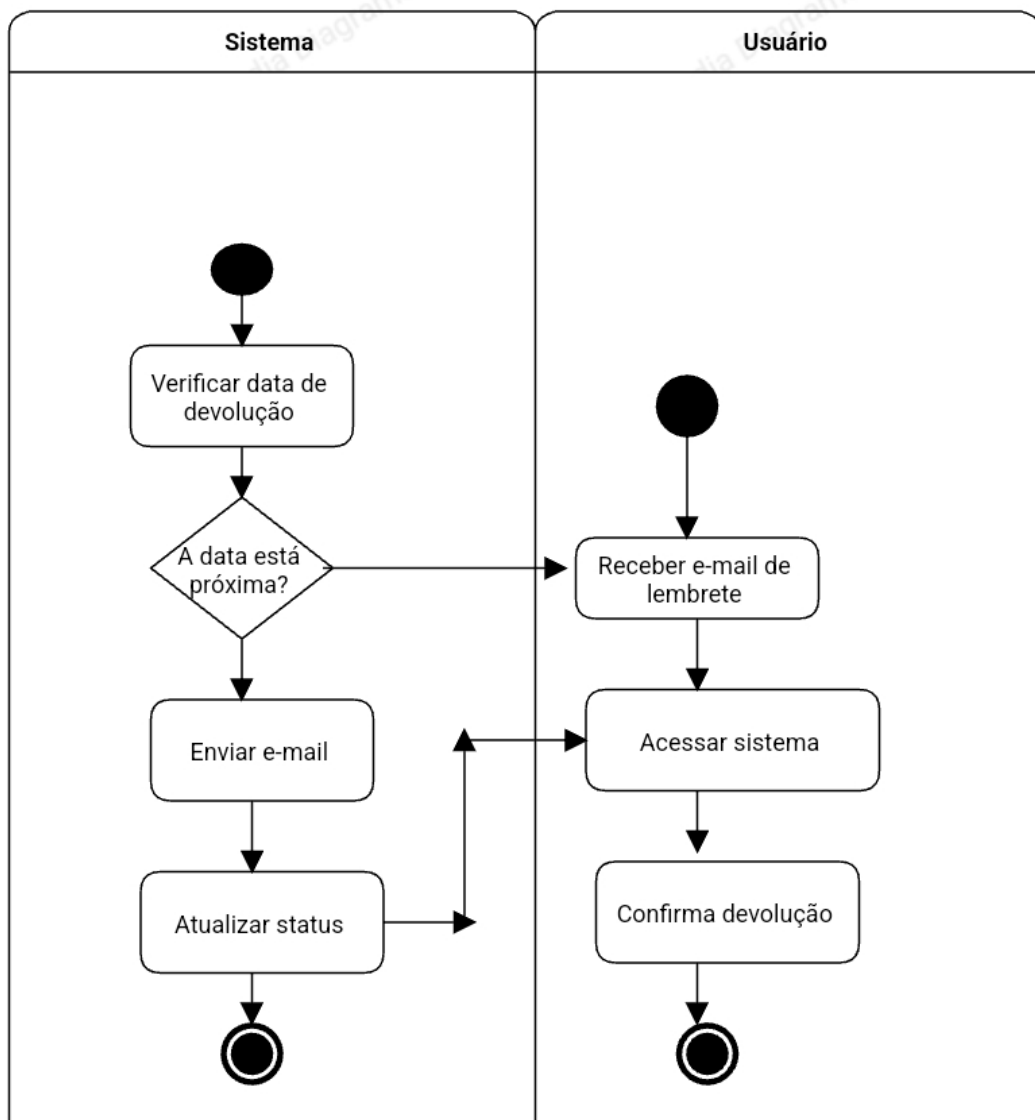 Sistema
Usuário
Verificar data de
devolução
A data está
próxima?
Receber e-mail de
lembrete
Enviar e-mail
Acessar sistema
Atualizar status
Confirma devolução